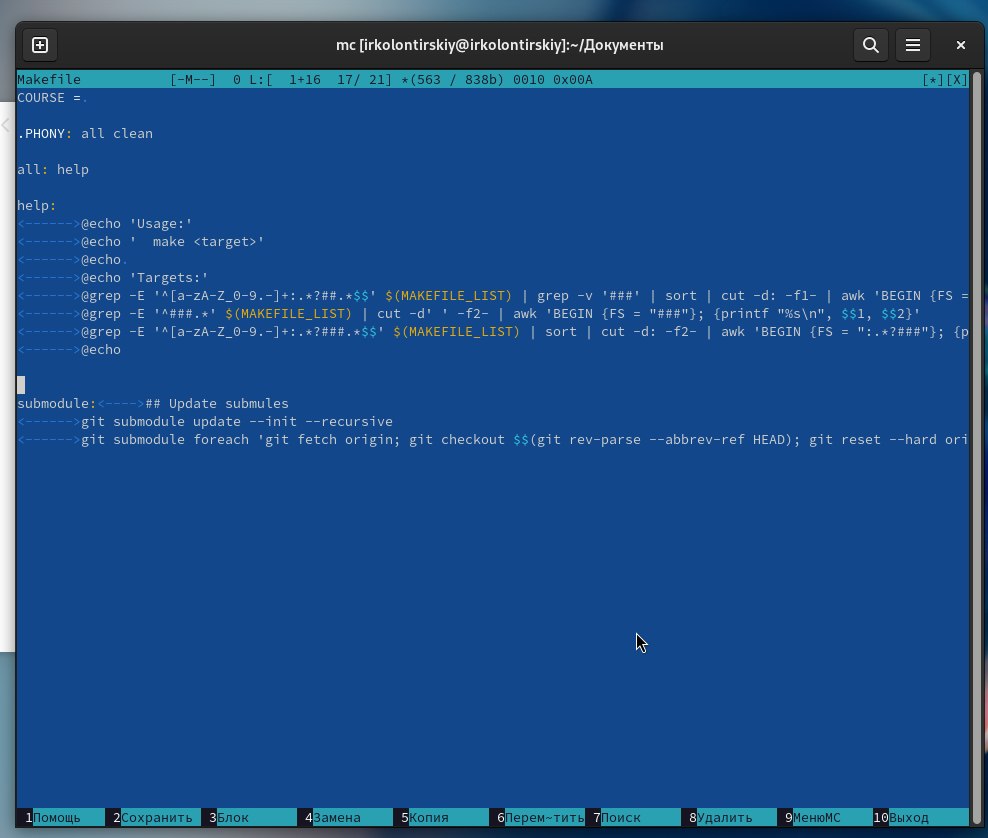 mc [irkolontirskiy@irkolontirskiy]:~/Документы
Makefile [-M--] 0 L:[ 1+16 17/ 21] *(563 / 838b) 0010 0x00A [*][X]
COURSE =.
.PHONY: all clean
all: help
help:
<------>@echo 'Usage:'
<------>@echo '  make <target>'
<------>@echo.
<------>@echo 'Targets:'
<------>@grep -E '^[a-zA-Z_0-9.-]+:.*?##.*$$' $(MAKEFILE_LIST) | grep -v '###' | sort | cut -d: -f1- | awk 'BEGIN {FS =
<------>@grep -E '^###.*' $(MAKEFILE_LIST) | cut -d' ' -f2- | awk 'BEGIN {FS = "###"}; {printf "%s\n", $$1, $$2}'
<------>@grep -E '^[a-zA-Z_0-9.-]+:.*?###.*$$' $(MAKEFILE_LIST) | sort | cut -d: -f2- | awk 'BEGIN {FS = ":.*?###"}; {p
<------>@echo
submodule:<---->## Update submules
<------>git submodule update --init --recursive
<------>git submodule foreach 'git fetch origin; git checkout $$(git rev-parse --abbrev-ref HEAD); git reset --hard ori
1Помощь 2Сохранить 3Блок 4Замена 5Копия 6Перем~тить 7Поиск 8Удалить 9МенюMC 10Выход